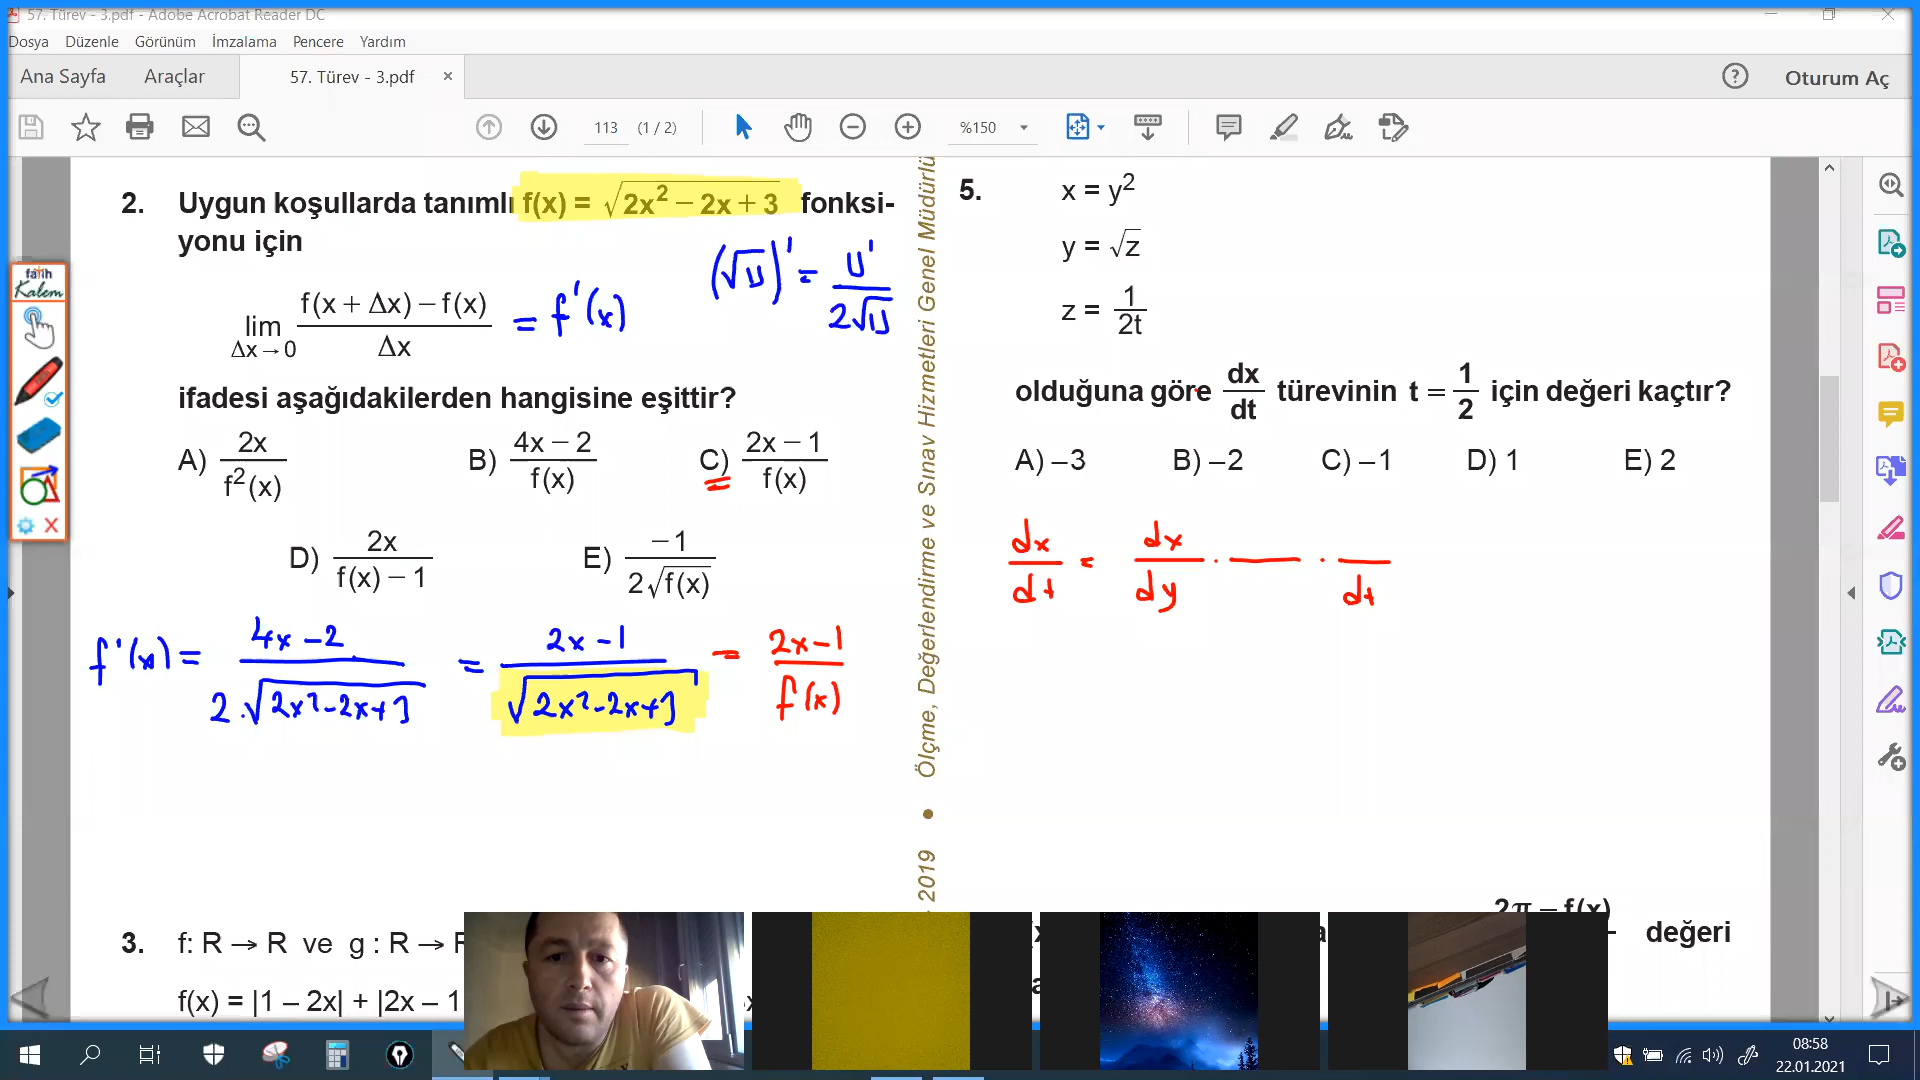 57. Türev - 3.pdf - Adobe Acrobat Reader DC
Dosya Düzenle Görünüm İmzalama Pencere Yardım
Ana Sayfa Araçlar 57. Türev - 3.pdf × Oturum Aç
113 (1 / 2) %150
fatih
Kalem
2. Uygun koşullarda tanımlı f(x) = √(2x² − 2x + 3) fonksi-
yonu için
(√u)' = u' / 2√u
lim Δx→0 (f(x + Δx) − f(x)) / Δx = f'(x)
ifadesi aşağıdakilerden hangisine eşittir?
A) 2x / f²(x) B) (4x − 2) / f(x) C) (2x − 1) / f(x)
D) 2x / (f(x) − 1) E) −1 / 2√f(x)
f'(x) = (4x − 2) / (2.√(2x²-2x+3)) = (2x − 1) / √(2x²-2x+3) = (2x−1) / f(x)
3. f: R → R ve g : R → R
f(x) = |1 – 2x| + |2x – 1
Ölçme, Değerlendirme ve Sınav Hizmetleri Genel Müdürlü
• 2019
5. x = y²
y = √z
z = 1 / 2t
olduğuna göre dx/dt türevinin t = 1/2 için değeri kaçtır?
A) –3 B) –2 C) –1 D) 1 E) 2
dx/dt = dx/dy . — . —/dt
2π − f(x)
değeri
08:58
22.01.2021